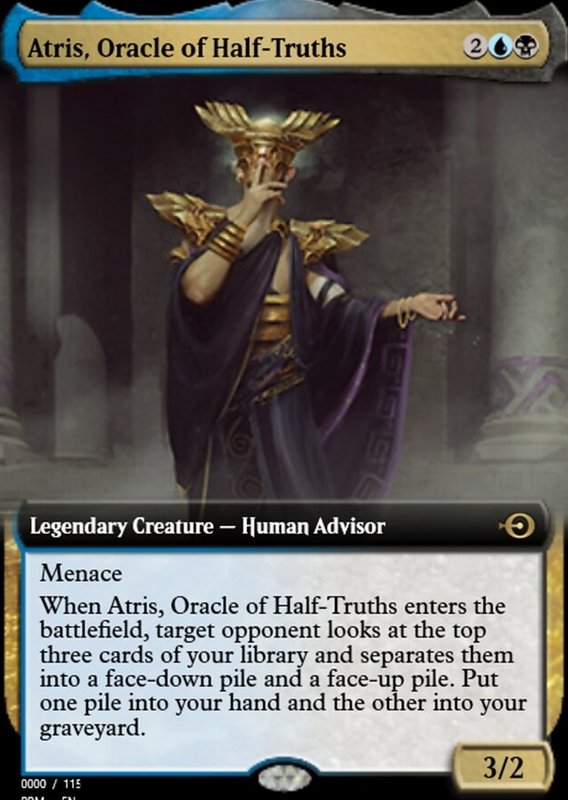 Atris, Oracle of Half-Truths 2
Legendary Creature — Human Advisor
Menace
When Atris, Oracle of Half-Truths enters the
battlefield, target opponent looks at the top
three cards of your library and separates them
into a face-down pile and a face-up pile. Put
one pile into your hand and the other into your
graveyard.
3/2
0000 / 115